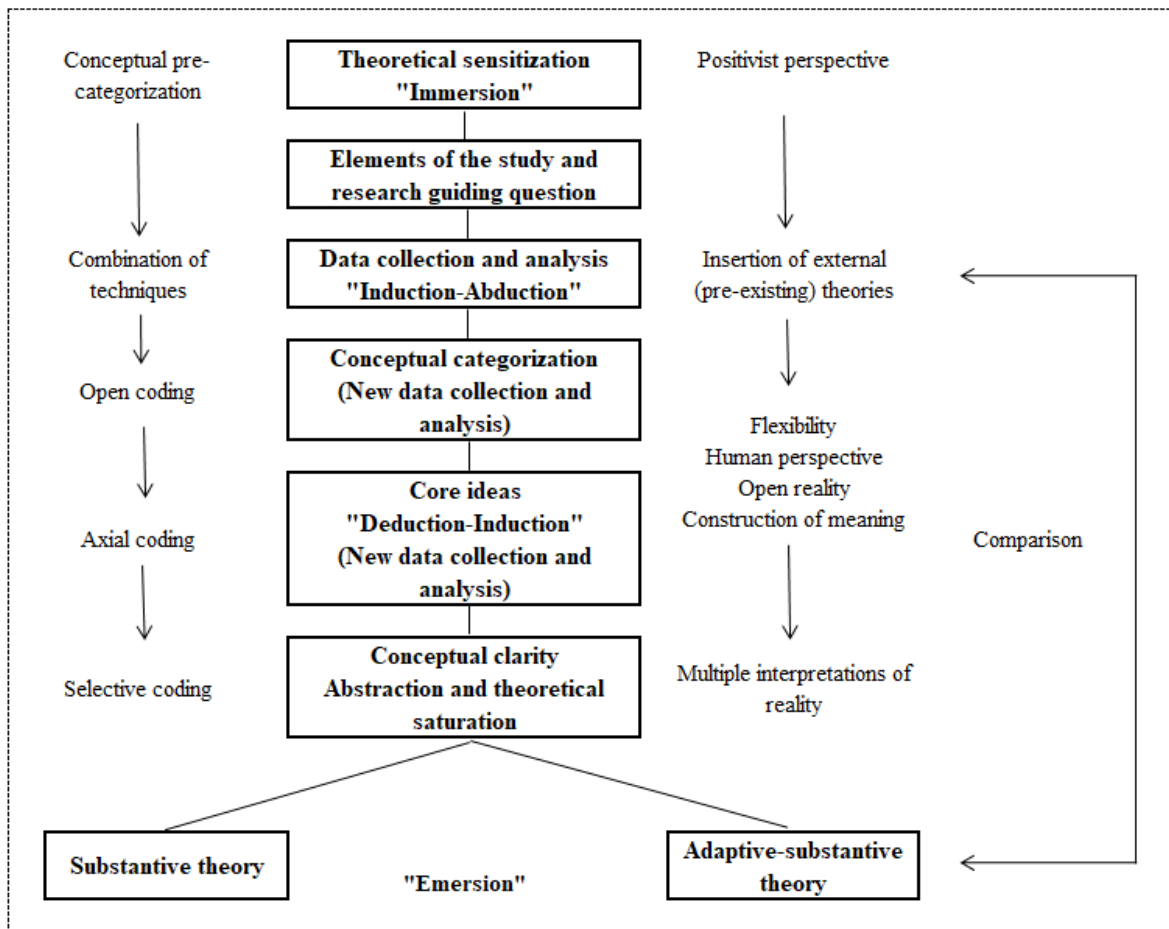 Conceptual pre-
categorization
Theoretical sensitization
"Immersion"
Positivist perspective
Elements of the study and
research guiding question
Combination of
techniques
Data collection and analysis
"Induction-Abduction"
Insertion of external
(pre-existing) theories
Open coding
Conceptual categorization
(New data collection and
analysis)
Flexibility
Human perspective
Open reality
Construction of meaning
Axial coding
Core ideas
"Deduction-Induction"
(New data collection and
analysis)
Comparison
Selective coding
Conceptual clarity
Abstraction and theoretical
saturation
Multiple interpretations of
reality
Substantive theory
"Emersion"
Adaptive-substantive
theory